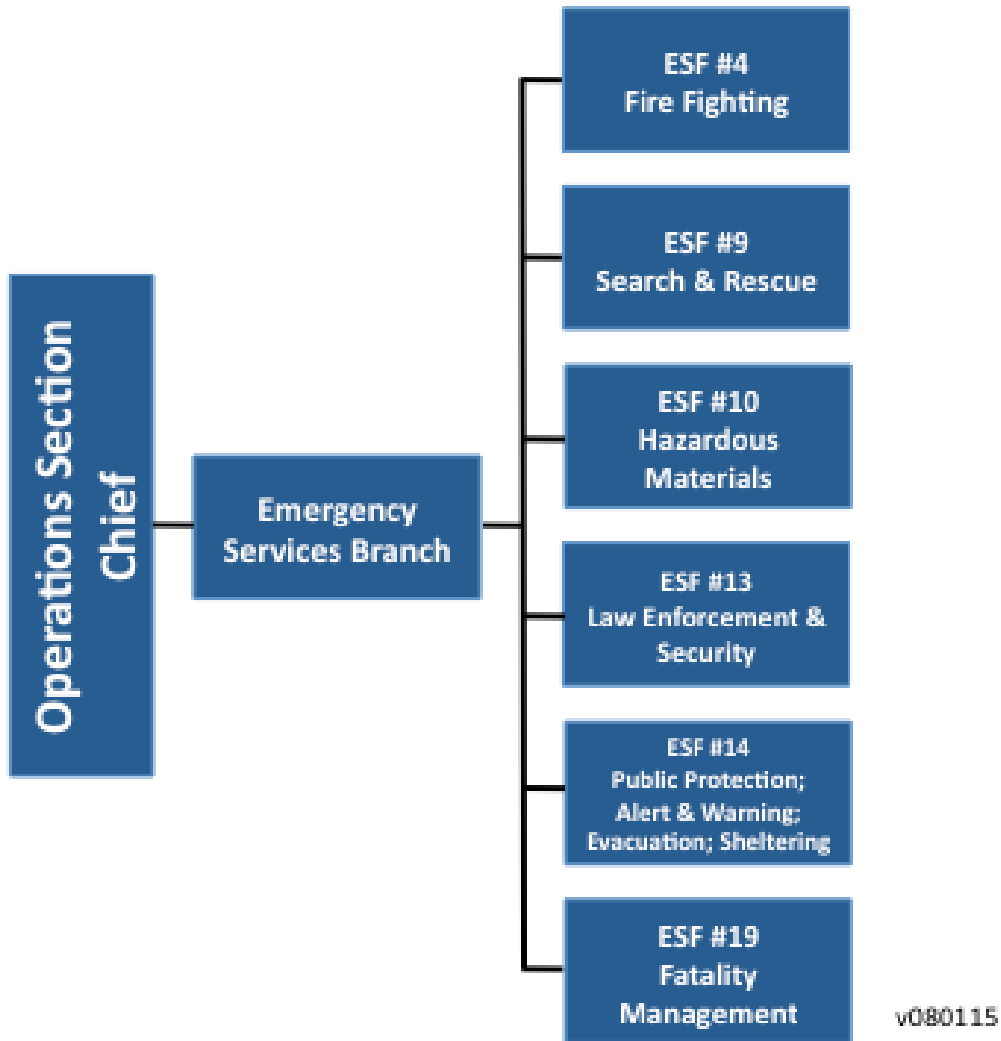 Operations Section
Chief
Emergency
Services Branch
ESF #4
Fire Fighting
ESF #9
Search & Rescue
ESF #10
Hazardous
Materials
ESF #13
Law Enforcement &
Security
ESF #14
Public Protection;
Alert & Warning;
Evacuation; Sheltering
ESF #19
Fatality
Management
v080115